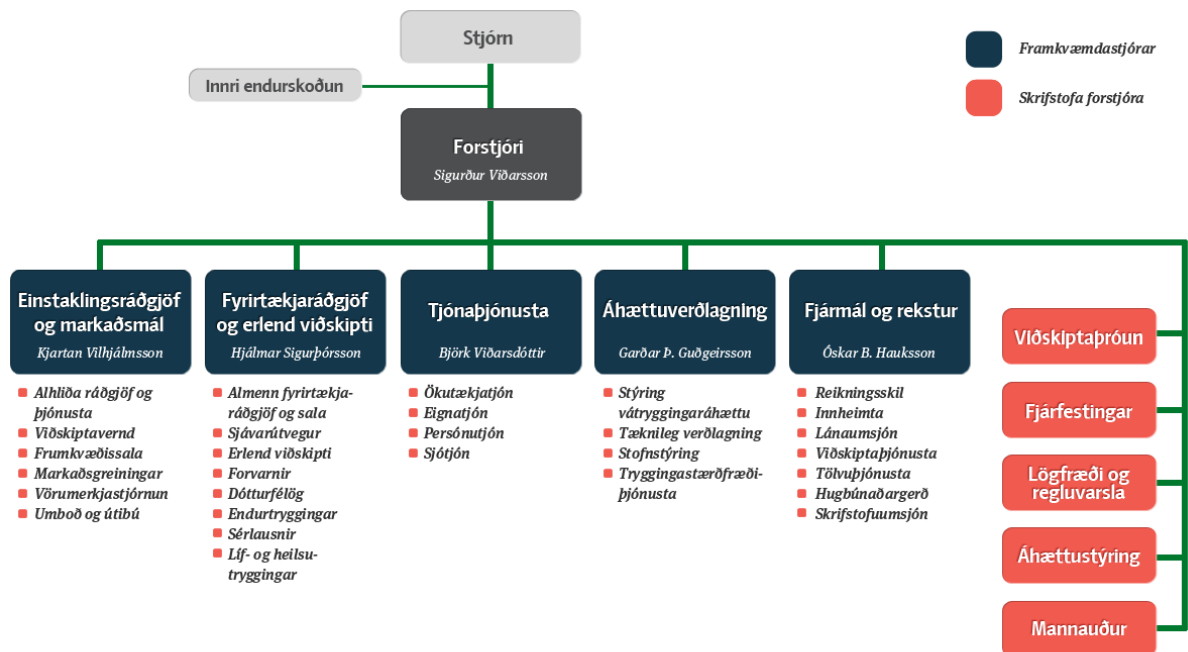 Stjórn
Innri endurskoðun
Framkvæmdastjórar
Skrifstofa forstjóra
Forstjóri
Sigurður Viðarsson
Einstaklingsráðgjöf
og markaðsmál
Kjartan Vilhjálmsson
Alhliða ráðgjöf og
þjónusta
Viðskiptavernd
Frumkvæðissala
Markaðsgreiningar
Vörumerkjastjórnun
Umboð og útibú
Fyrirtækjaráðgjöf
og erlend viðskipti
Hjálmar Sigurþórsson
Almenn fyrirtækja-
ráðgjöf og sala
Sjávarútvegur
Erlend viðskipti
Forvarnir
Dótturfélög
Endurtryggingar
Sérlausnir
Líf- og heilsu-
tryggingar
Tjónaþjónusta
Björk Viðarsdóttir
Ökutækjatjón
Eignatjón
Persónutjón
Sjótjón
Áhættuverðlagning
Garðar Þ. Guðgeirsson
Stýring
vátryggingaráhættu
Tæknileg verðlagning
Stofnstýring
Tryggingastærðfræði-
þjónusta
Fjármál og rekstur
Óskar B. Hauksson
Reikningsskil
Innheimta
Lánaumsjón
Viðskiptaþjónusta
Tölvuþjónusta
Hugbúnaðargerð
Skrifstofuumsjón
Viðskiptaþróun
Fjárfestingar
Lögfræði og
regluvarsla
Áhættustýring
Mannauður